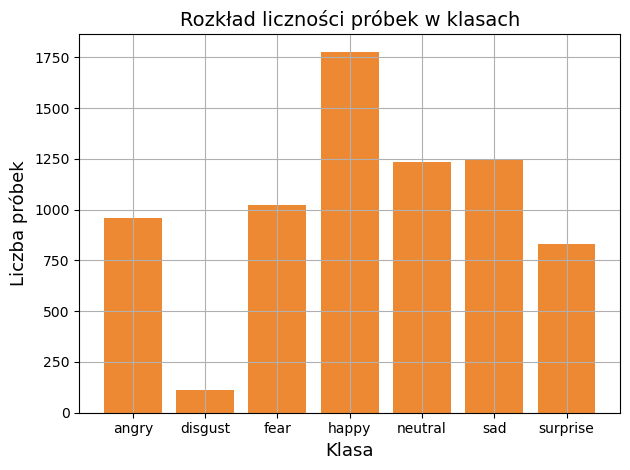 Rozkład liczności próbek w klasach
Liczba próbek
1750
1500
1250
1000
750
500
250
0
angry disgust fear happy neutral sad surprise
Klasa